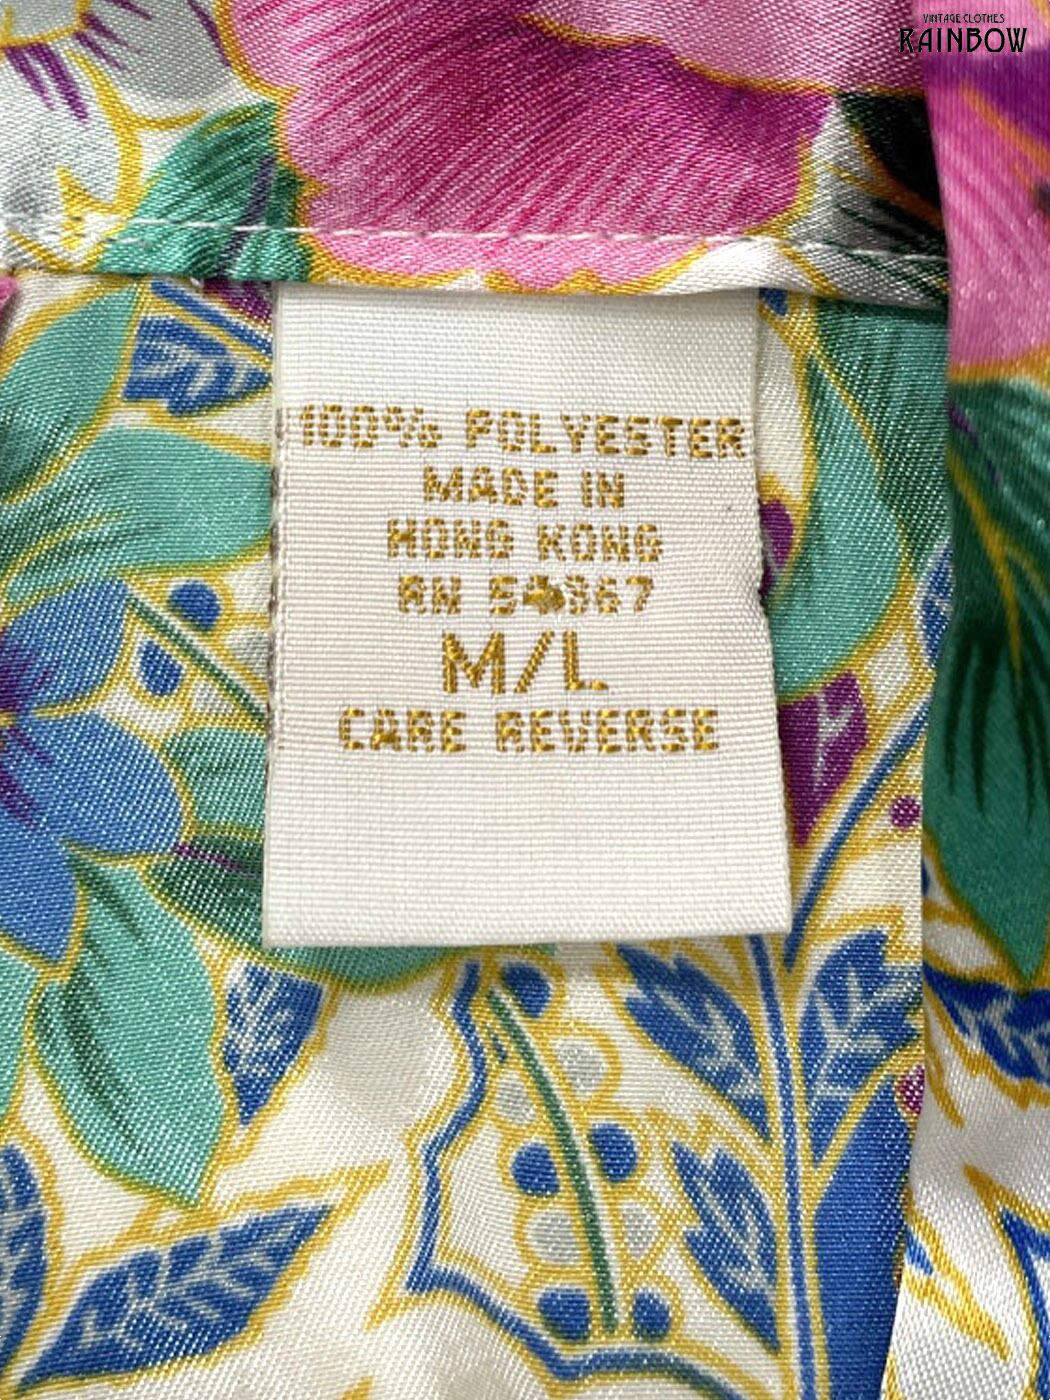 VINTAGE CLOTHES
RAINBOW
100% POLYESTER
MADE IN
HONG KONG
RN
M/L
CARE REVERSE